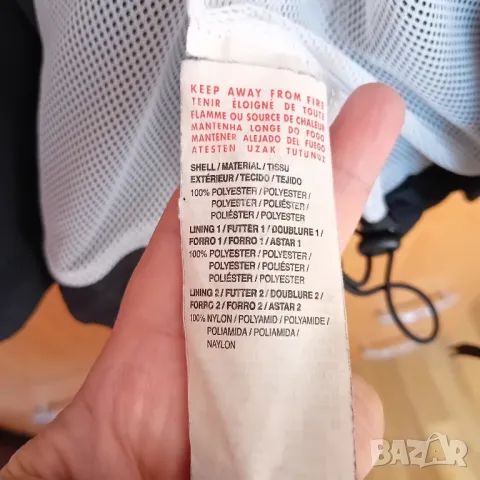 KEEP AWAY FROM FIRE
TENIR ÉLOIGNÉ DE TOUTE
FLAMME OU SOURCE DE CHALEUR
MANTENHA LONGE DO FOGO
MANTENER ALEJADO DEL FUEGO
ATESTEN UZAK TUTUNUZ
SHELL / MATERIAL / TISSU
EXTÉRIEUR / TECIDO / TEJIDO
100% POLYESTER / POLYESTER /
POLYESTER / POLIÉSTER /
POLIÉSTER / POLYESTER
LINING 1 / FUTTER 1 / DOUBLURE 1 /
FORRO 1 / FORRO 1 / ASTAR 1
100% POLYESTER / POLYESTER /
POLYESTER / POLIÉSTER /
POLIÉSTER / POLYESTER
LINING 2 / FUTTER 2 / DOUBLURE 2 /
FORRO 2 / FORRO 2 / ASTAR 2
100% NYLON / POLYAMID / POLYAMIDE /
POLIAMIDA / POLIAMIDA /
NAYLON
BAZAR